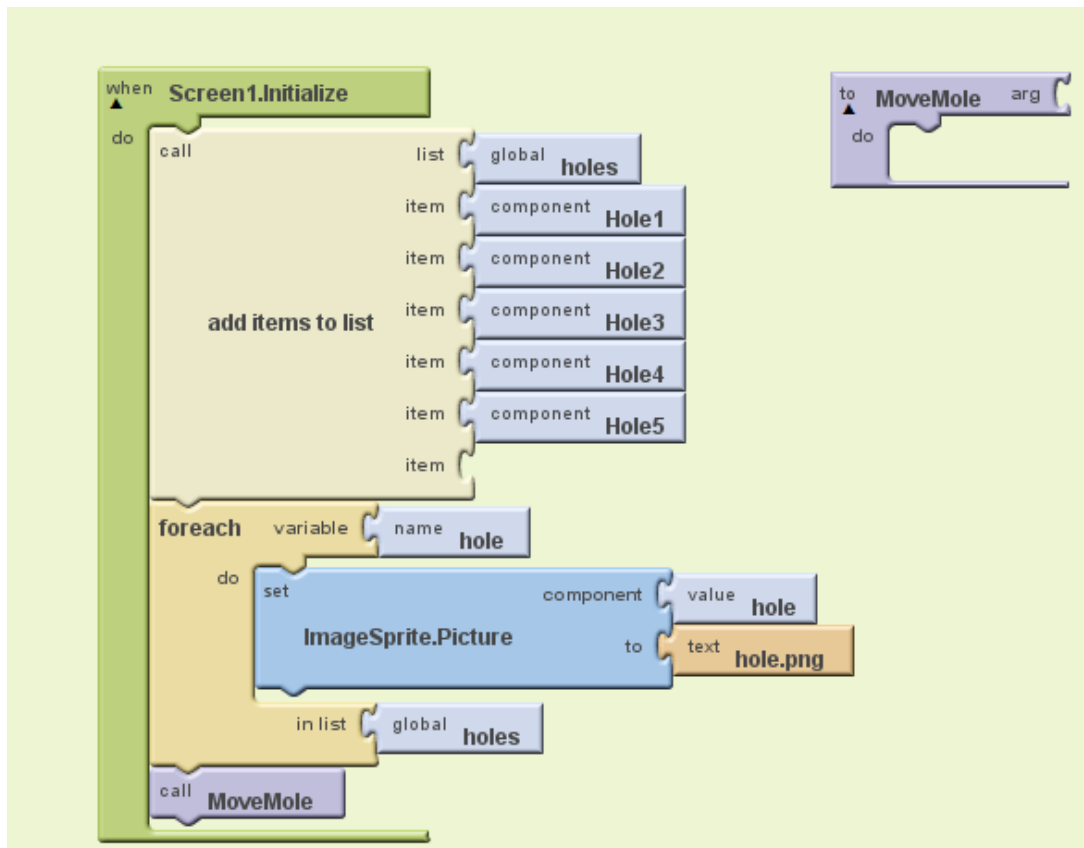 when Screen1.Initialize
do
call list global holes
item component Hole1
item component Hole2
add items to list item component Hole3
item component Hole4
item component Hole5
item
foreach variable name hole
do
set component value hole
ImageSprite.Picture to text hole.png
in list global holes
call MoveMole
to MoveMole arg
do